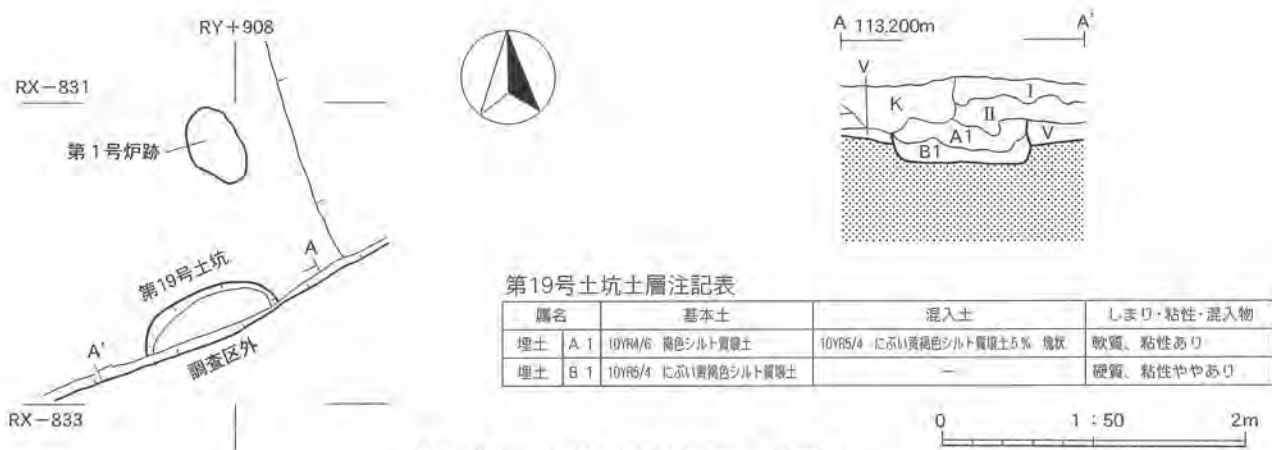 RY+908
RX-831
第1号炉跡
第19号土坑
A
A'
調査区外
RX-833
A 113,200m A'
V
K
I
II
A1
V
B1
第19号土坑土層注記表
属名 基本土 混入土 しまり・粘性・混入物
埋土 A 1 10YR4/6 褐色シルト質壌土 10YR5/4 にぶい黄褐色シルト質壌土5% 塊状 軟質、粘性あり
埋土 B 1 10YR5/4 にぶい黄褐色シルト質壌土 — 硬質、粘性ややあり
0 1:50 2m